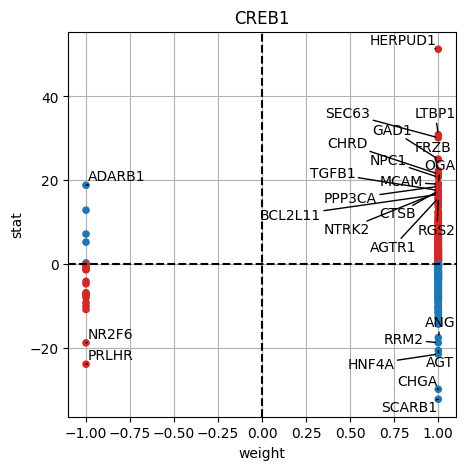 CREB1
HERPUD1
SEC63
LTBP1
GAD1
CHRD
FRZB
NPC1
OGA
TGFB1
MCAM
ADARB1
PPP3CA
BCL2L11
CTSB
NTRK2
RGS2
AGTR1
ANG
NR2F6
RRM2
PRLHR
HNF4A
AGT
CHGA
SCARB1
40
20
0
−20
stat
−1.00
−0.75
−0.50
−0.25
0.00
0.25
0.50
0.75
1.00
weight